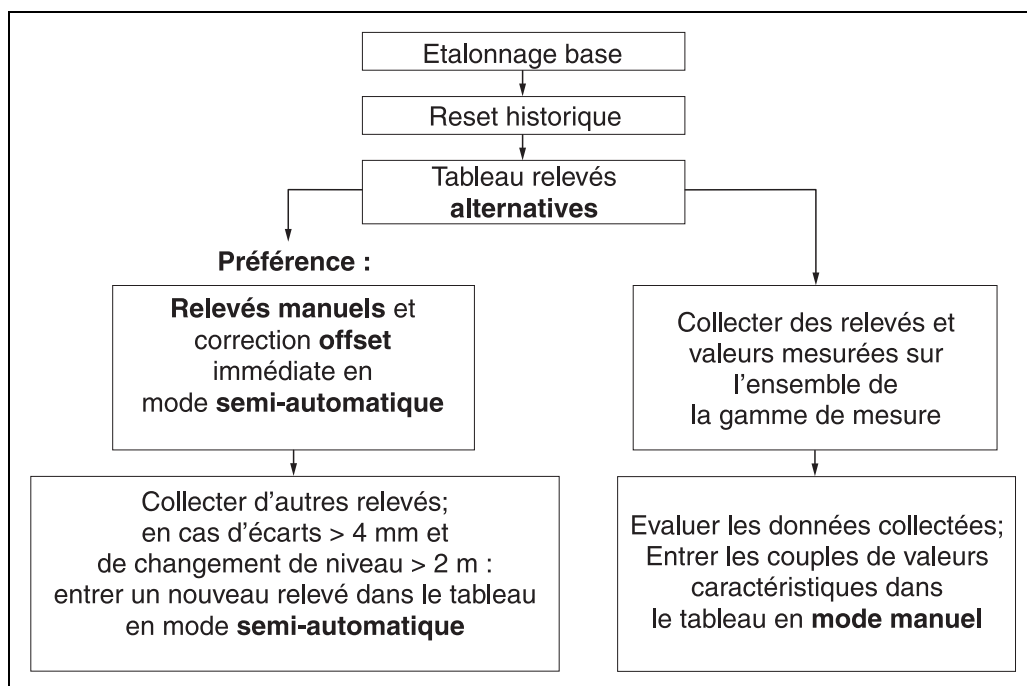 Etalonnage base
Reset historique
Tableau relevés
alternatives
Préférence :
Relevés manuels et
correction offset
immédiate en
mode semi-automatique
Collecter d'autres relevés;
en cas d'écarts > 4 mm et
de changement de niveau > 2 m :
entrer un nouveau relevé dans le tableau
en mode semi-automatique
Collecter des relevés et
valeurs mesurées sur
l'ensemble de
la gamme de mesure
Evaluer les données collectées;
Entrer les couples de valeurs
caractéristiques dans
le tableau en mode manuel